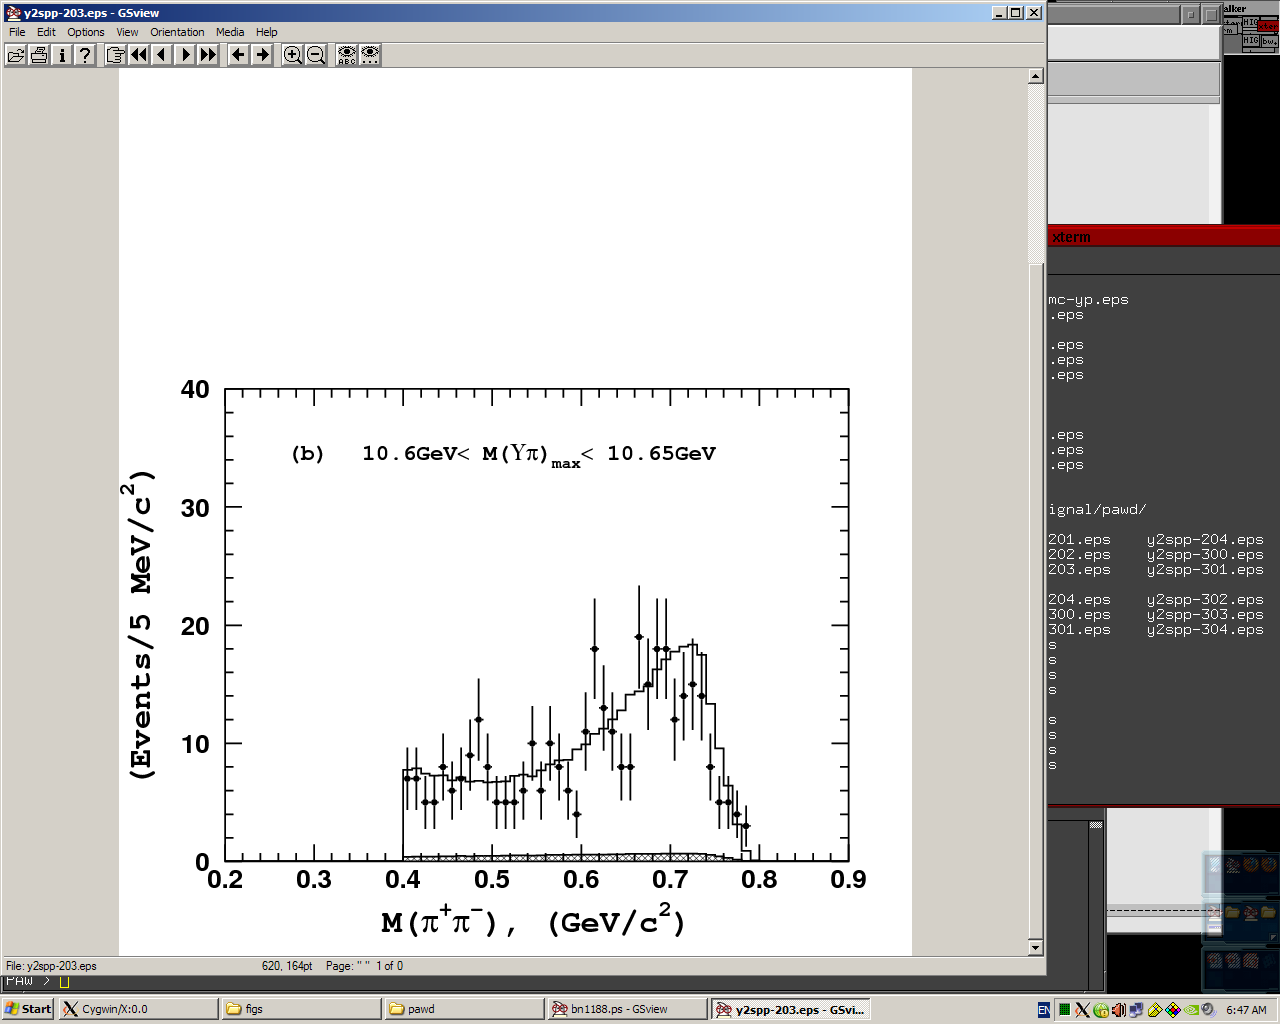 y2spp-203.eps - GSview
File Edit Options View Orientation Media Help
40
(b) 10.6GeV< M(Υπ)max< 10.65GeV
30
20
10
0
(Events/5 MeV/c2)
0.2 0.3 0.4 0.5 0.6 0.7 0.8 0.9
M(π+π−), (GeV/c2)
File: y2spp-203.eps 620, 164pt Page: " " 1 of 0
PAW >
alker
HIG
HIG bw.
xterm
mc-yp.eps
.eps
.eps
.eps
.eps
.eps
.eps
.eps
ignal/pawd/
201.eps y2spp-204.eps
202.eps y2spp-300.eps
203.eps y2spp-301.eps
204.eps y2spp-302.eps
300.eps y2spp-303.eps
301.eps y2spp-304.eps
s
s
s
s
s
s
s
s
Start Cygwin/X:0.0 figs pawd bn1188.ps - GSview y2spp-203.eps - GSvi... EN 6:47 AM